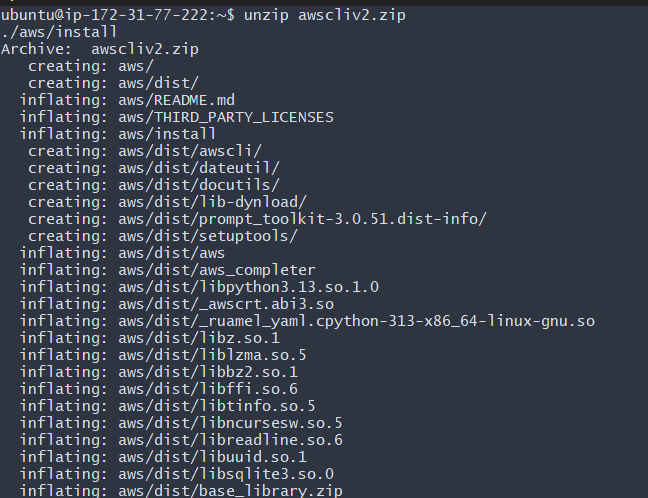 ubuntu@ip-172-31-77-222:~$ unzip awscliv2.zip
./aws/install
Archive:  awscliv2.zip
   creating: aws/
   creating: aws/dist/
  inflating: aws/README.md
  inflating: aws/THIRD_PARTY_LICENSES
  inflating: aws/install
   creating: aws/dist/awscli/
   creating: aws/dist/dateutil/
   creating: aws/dist/docutils/
   creating: aws/dist/lib-dynload/
   creating: aws/dist/prompt_toolkit-3.0.51.dist-info/
   creating: aws/dist/setuptools/
  inflating: aws/dist/aws
  inflating: aws/dist/aws_completer
  inflating: aws/dist/libpython3.13.so.1.0
  inflating: aws/dist/_awscrt.abi3.so
  inflating: aws/dist/_ruamel_yaml.cpython-313-x86_64-linux-gnu.so
  inflating: aws/dist/libz.so.1
  inflating: aws/dist/liblzma.so.5
  inflating: aws/dist/libbz2.so.1
  inflating: aws/dist/libffi.so.6
  inflating: aws/dist/libtinfo.so.5
  inflating: aws/dist/libncursesw.so.5
  inflating: aws/dist/libreadline.so.6
  inflating: aws/dist/libuuid.so.1
  inflating: aws/dist/libsqlite3.so.0
  inflating: aws/dist/base_library.zip